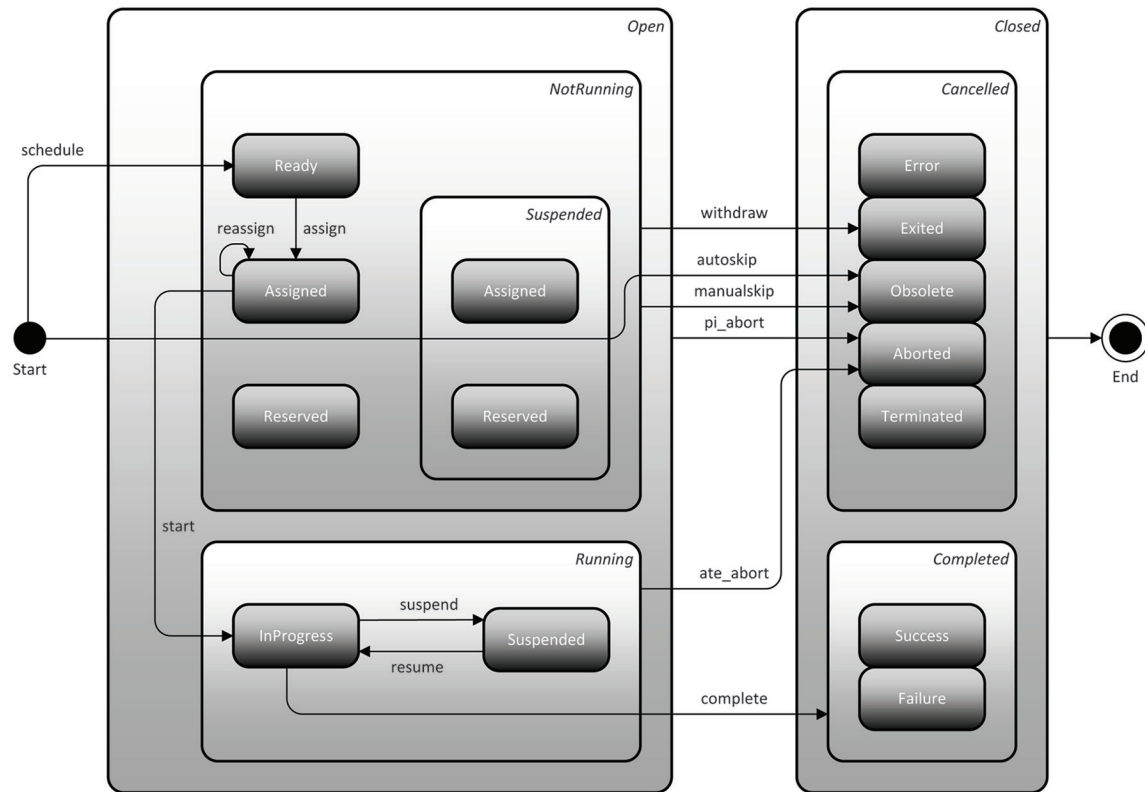 Open
Closed
NotRunning
Cancelled
schedule
Ready
Error
Suspended
withdraw
Exited
reassign
assign
autoskip
Assigned
Assigned
manualskip
Obsolete
pi_abort
Aborted
Start
End
Reserved
Reserved
Terminated
start
Running
ate_abort
Completed
suspend
InProgress
Suspended
Success
resume
complete
Failure